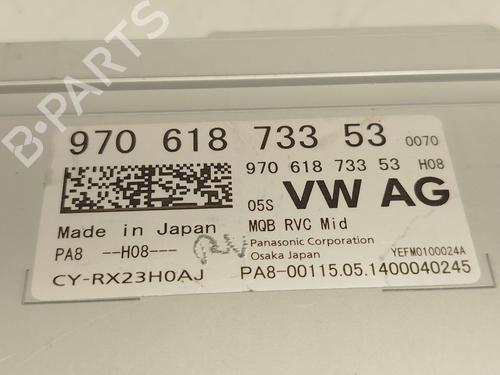 B-PARTS
970 618 733 53 0070
970 618 733 53 H08
05S VW AG
Made in Japan
MQB RVC Mid
PA8 --H08---
Panasonic Corporation
Osaka Japan
YEFM0100024A
CY-RX23H0AJ
PA8-00115.05.1400040245